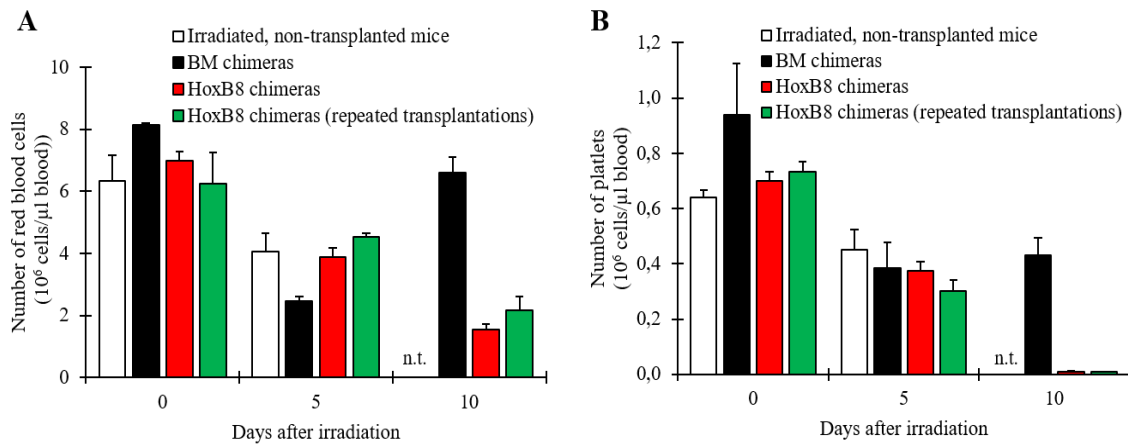 A
Irradiated, non-transplanted mice
BM chimeras
HoxB8 chimeras
HoxB8 chimeras (repeated transplantations)
Number of red blood cells
(10⁶ cells/µl blood))
10
8
6
4
2
0
n.t.
0
5
10
Days after irradiation
B
Irradiated, non-transplanted mice
BM chimeras
HoxB8 chimeras
HoxB8 chimeras (repeated transplantations)
Number of platlets
(10⁶ cells/µl blood)
1,2
1,0
0,8
0,6
0,4
0,2
0,0
n.t.
0
5
10
Days after irradiation